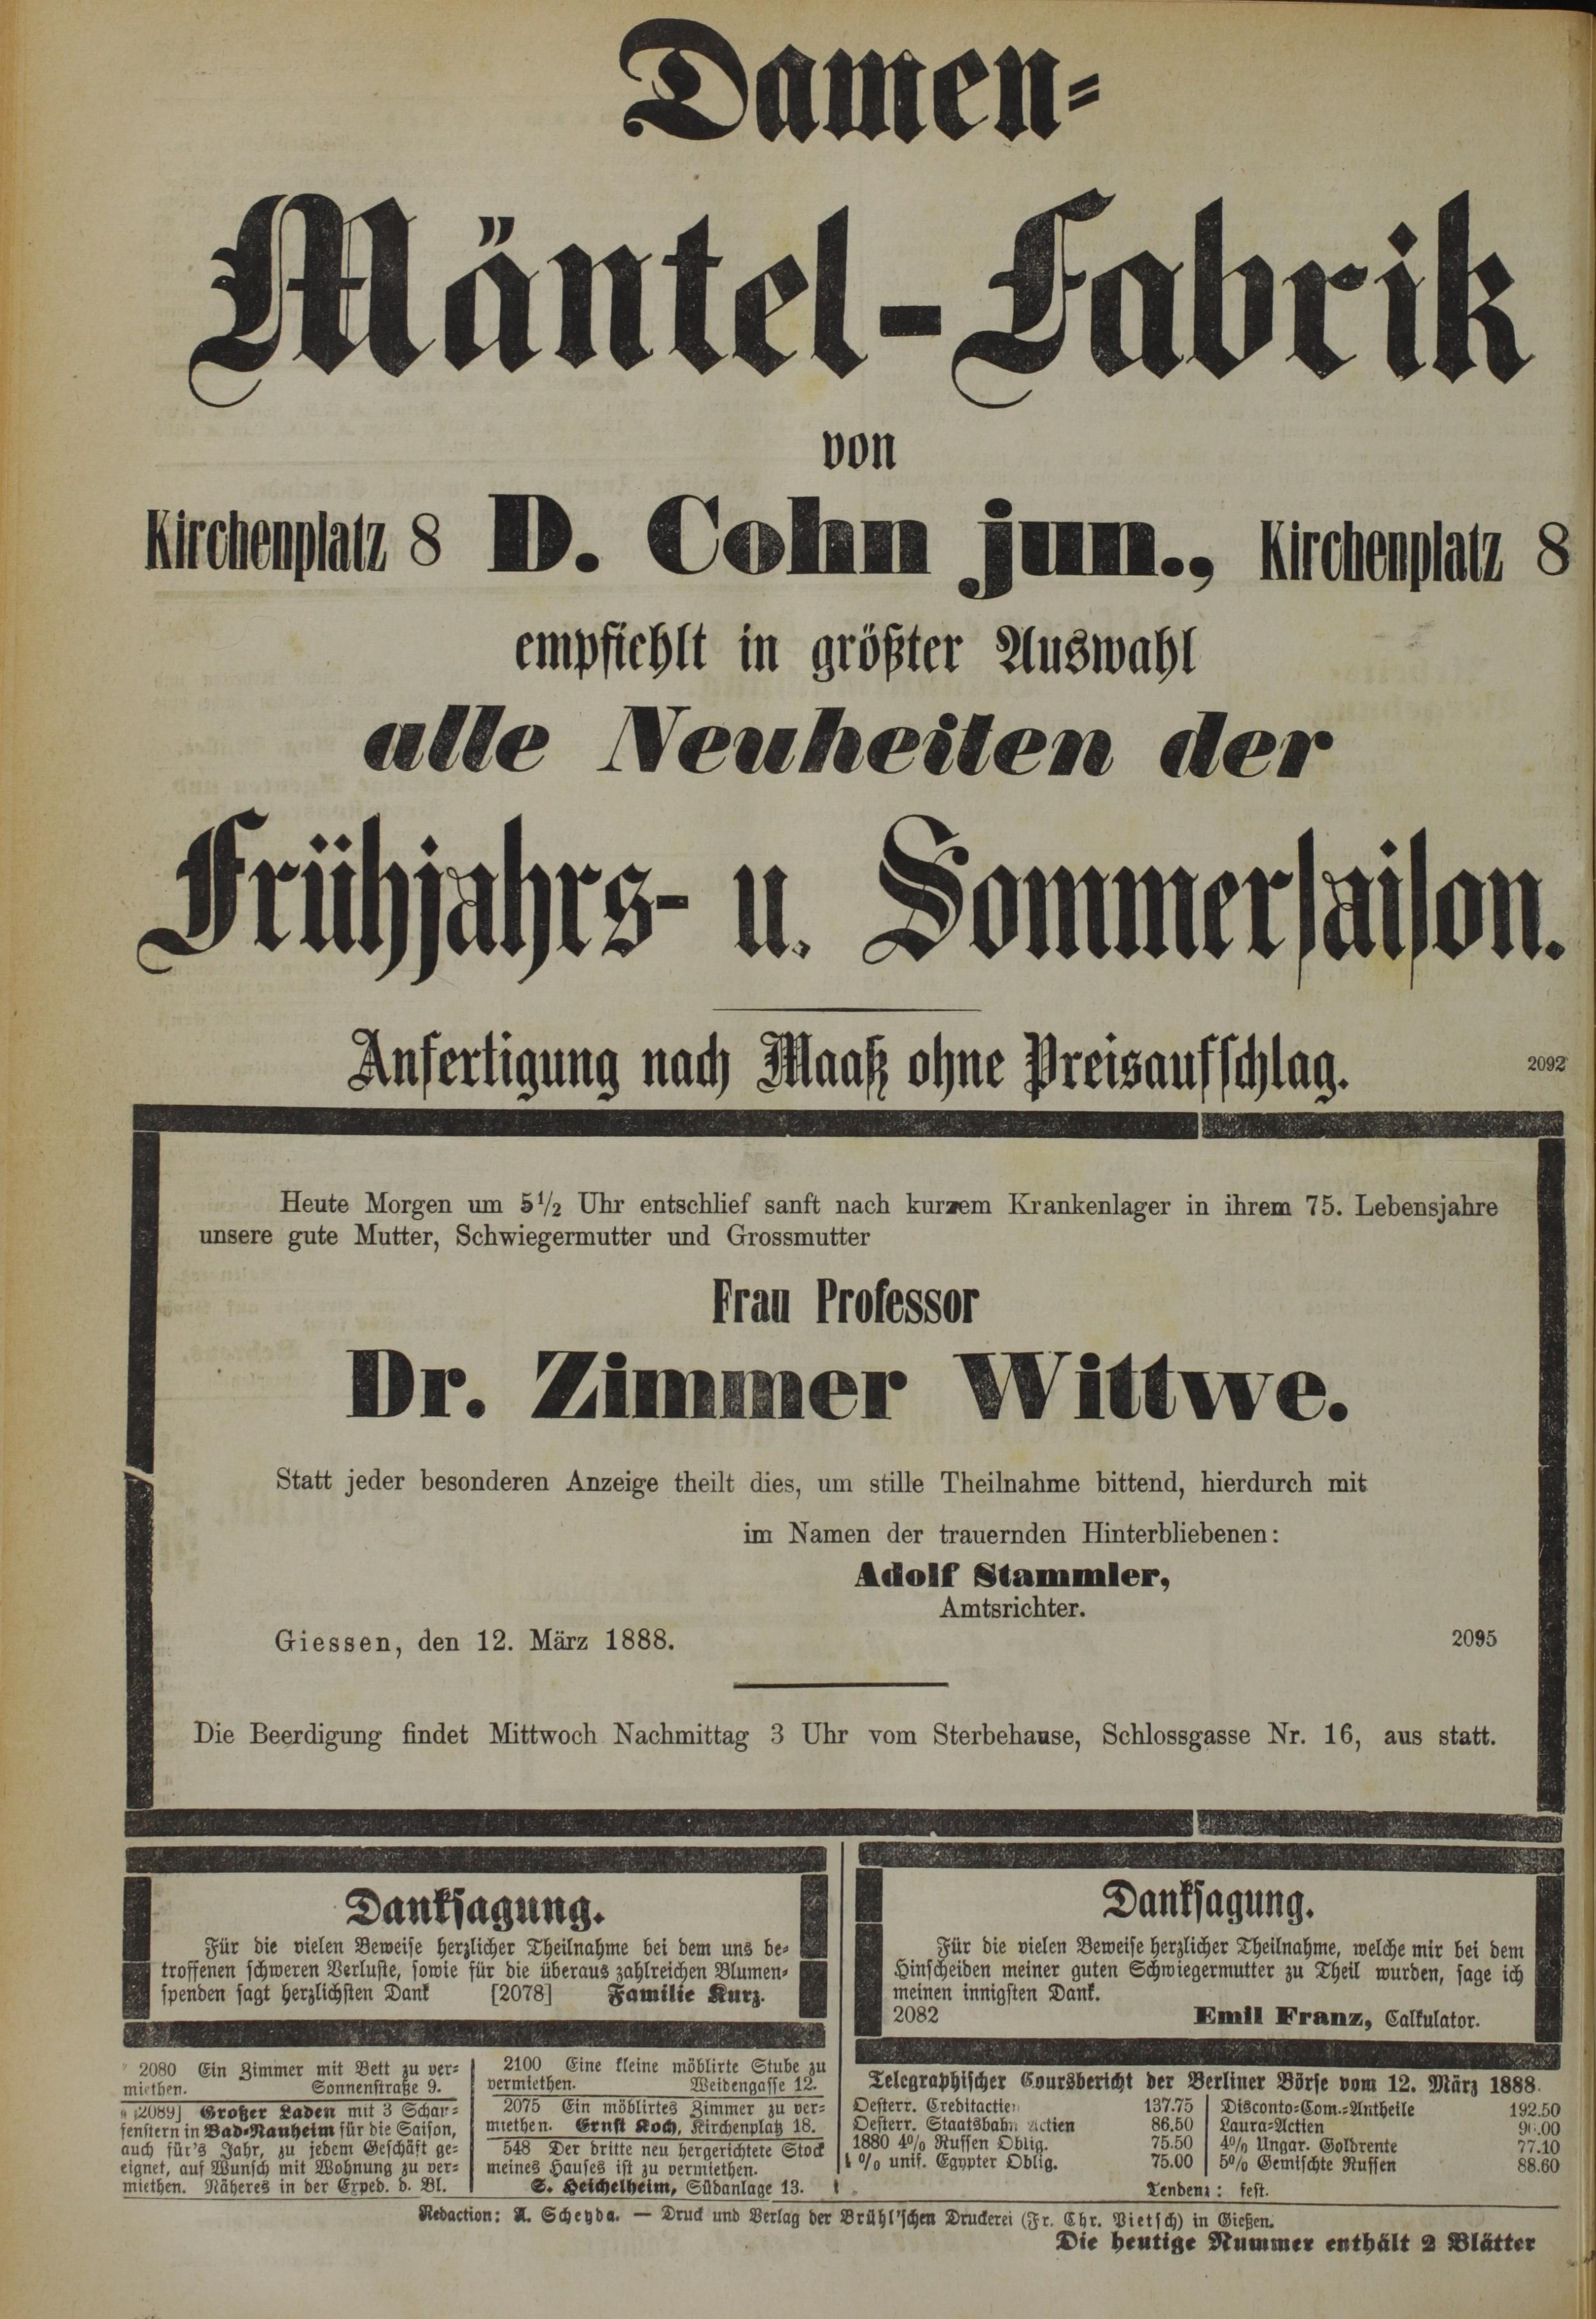 Damen-
Mäntel-Fabrik
von
Kirchenplatz 8 D. Cohn jun., Kirchenplatz 8
empfiehlt in größter Auswahl
alle Neuheiten der
Frühjahrs- u. Sommersaison.
Anfertigung nach Maaß ohne Preisaufschlag.
2092
Heute Morgen um 5½ Uhr entschlief sanft nach kurzem Krankenlager in ihrem 75. Lebensjahre
unsere gute Mutter, Schwiegermutter und Grossmutter
Frau Professor
Dr. Zimmer Wittwe.
Statt jeder besonderen Anzeige theilt dies, um stille Theilnahme bittend, hierdurch mit
im Namen der trauernden Hinterbliebenen:
Adolf Stammler,
Amtsrichter.
Giessen, den 12. März 1888. 2095
Die Beerdigung findet Mittwoch Nachmittag 3 Uhr vom Sterbehause, Schlossgasse Nr. 16, aus statt.
Danksagung.
Für die vielen Beweise herzlicher Theilnahme bei dem uns be-
troffenen schweren Verluste, sowie für die überaus zahlreichen Blumen-
spenden sagt herzlichsten Dank [2078] Familie Kurz.
Danksagung.
Für die vielen Beweise herzlicher Theilnahme, welche mir bei dem
Hinscheiden meiner guten Schwiegermutter zu Theil wurden, sage ich
meinen innigsten Dank.
2082 Emil Franz, Calkulator.
2080 Ein Zimmer mit Bett zu ver-
miethen. Sonnenstraße 9.
2089] Großer Laden mit 3 Schau-
fenstern in Bad-Nauheim für die Saison,
auch für's Jahr, zu jedem Geschäft ge-
eignet, auf Wunsch mit Wohnung zu ver-
miethen. Näheres in der Exped. d. Bl.
2100 Eine kleine möblirte Stube zu
vermiethen. Weidengasse 12.
2075 Ein möblirtes Zimmer zu ver-
miethen. Ernst Koch, Kirchenplatz 18.
548 Der dritte neu hergerichtete Stock
meines Hauses ist zu vermiethen.
S. Heichelheim, Südanlage 13.
Telegraphischer Coursbericht der Berliner Börse vom 12. März 1888.
Oesterr. Creditactien 137.75
Oesterr. Staatsbahn Actien 86.50
1880 4% Russen Oblig. 75.50
% unif. Egypter Oblig. 75.00
Disconto-Com.-Antheile 192.50
Laura-Actien
4% Ungar. Goldrente 77.10
5% Gemischte Russen 88.60
Tendenz: fest.
Redaction: A. Scheyda. — Druck und Verlag der Brühl'schen Druckerei (Fr. Chr. Pietsch) in Gießen.
Die heutige Nummer enthält 2 Blätter